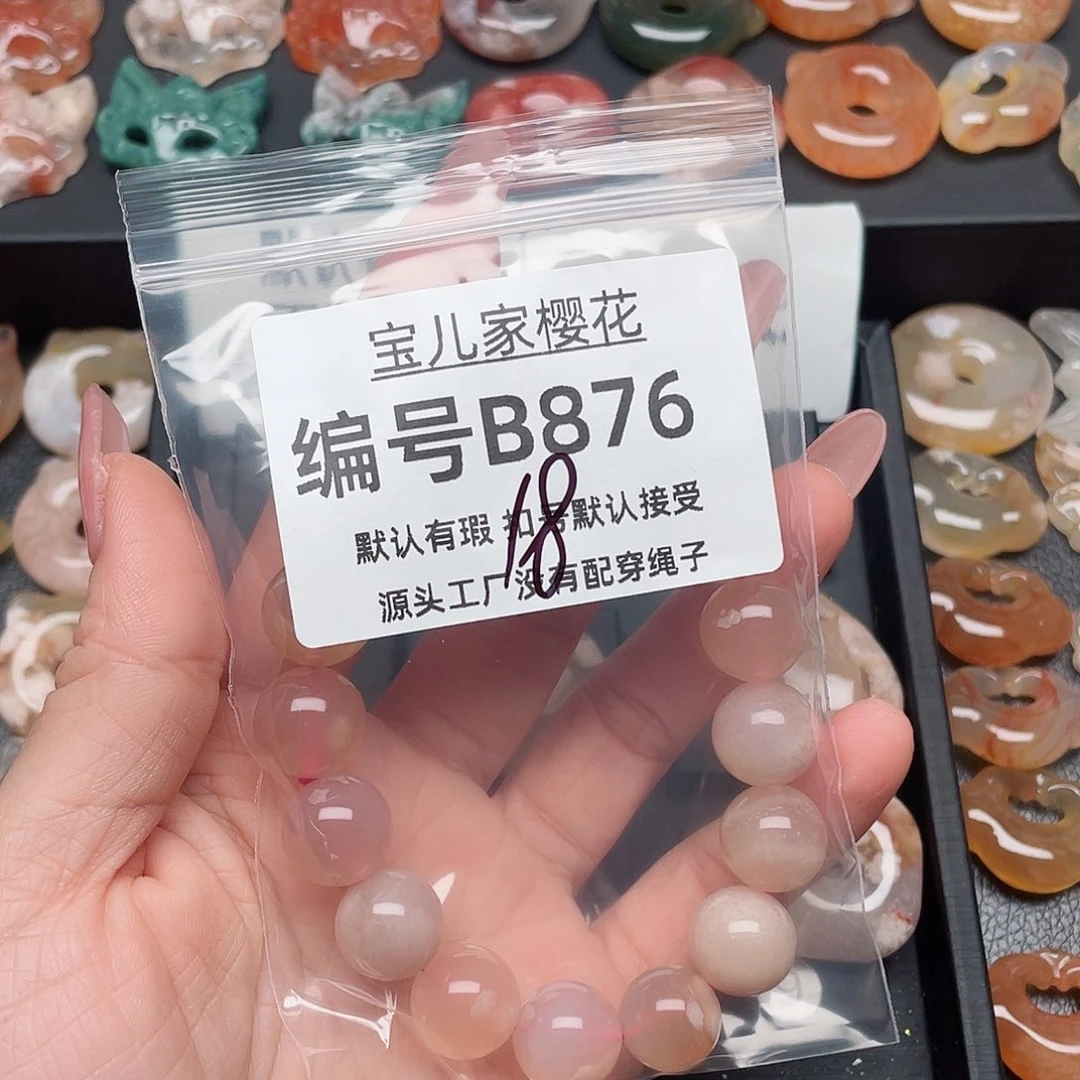 宝儿家樱花
编号B876
18
默认有瑕 扣号默认接受
源头工厂没有配穿绳子